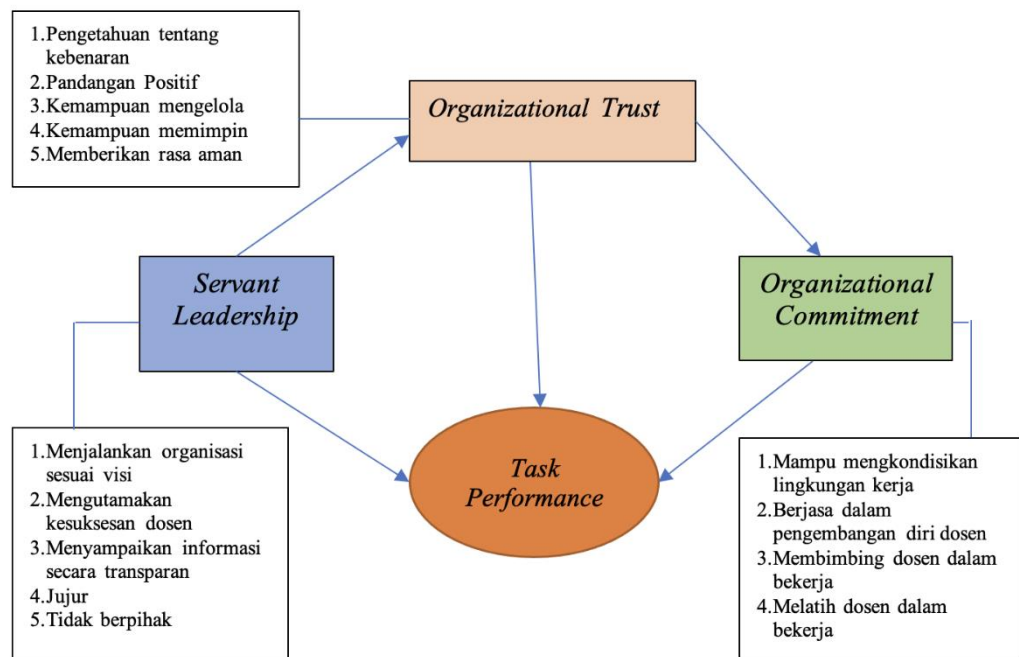 1.Pengetahuan tentang
kebenaran
2.Pandangan Positif
3.Kemampuan mengelola
4.Kemampuan memimpin
5.Memberikan rasa aman
Organizational Trust
Servant
Leadership
Organizational
Commitment
Task
Performance
1.Menjalankan organisasi
sesuai visi
2.Mengutamakan
kesuksesan dosen
3.Menyampaikan informasi
secara transparan
4.Jujur
5.Tidak berpihak
1.Mampu mengkondisikan
lingkungan kerja
2.Berjasa dalam
pengembangan diri dosen
3.Membimbing dosen dalam
bekerja
4.Melatih dosen dalam
bekerja